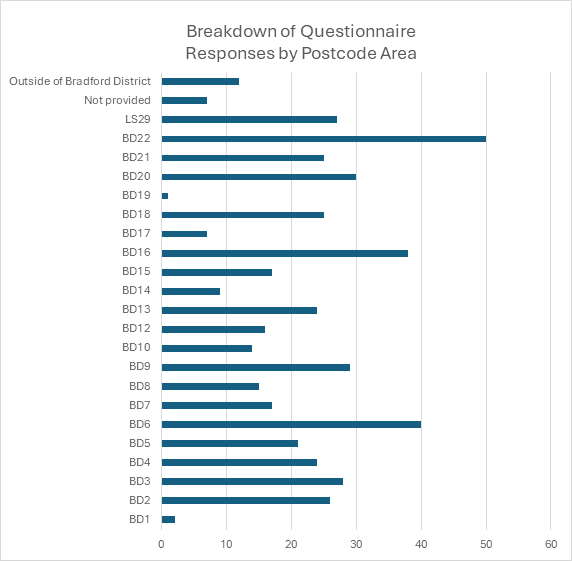 Breakdown of Questionnaire
Responses by Postcode Area
Outside of Bradford District
Not provided
LS29
BD22
BD21
BD20
BD19
BD18
BD17
BD16
BD15
BD14
BD13
BD12
BD10
BD9
BD8
BD7
BD6
BD5
BD4
BD3
BD2
BD1
0 10 20 30 40 50 60